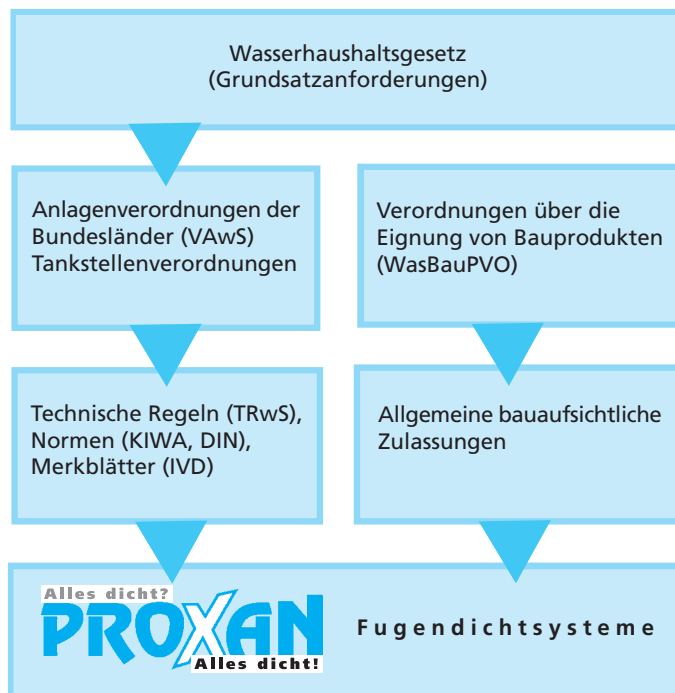 Wasserhaushaltsgesetz
(Grundsatzanforderungen)
Anlagenverordnungen der
Bundesländer (VAwS)
Tankstellenverordnungen
Verordnungen über die
Eignung von Bauprodukten
(WasBauPVO)
Technische Regeln (TRwS),
Normen (KIWA, DIN),
Merkblätter (IVD)
Allgemeine bauaufsichtliche
Zulassungen
Alles dicht?
PROXAN
Alles dicht!
Fugendichtsysteme